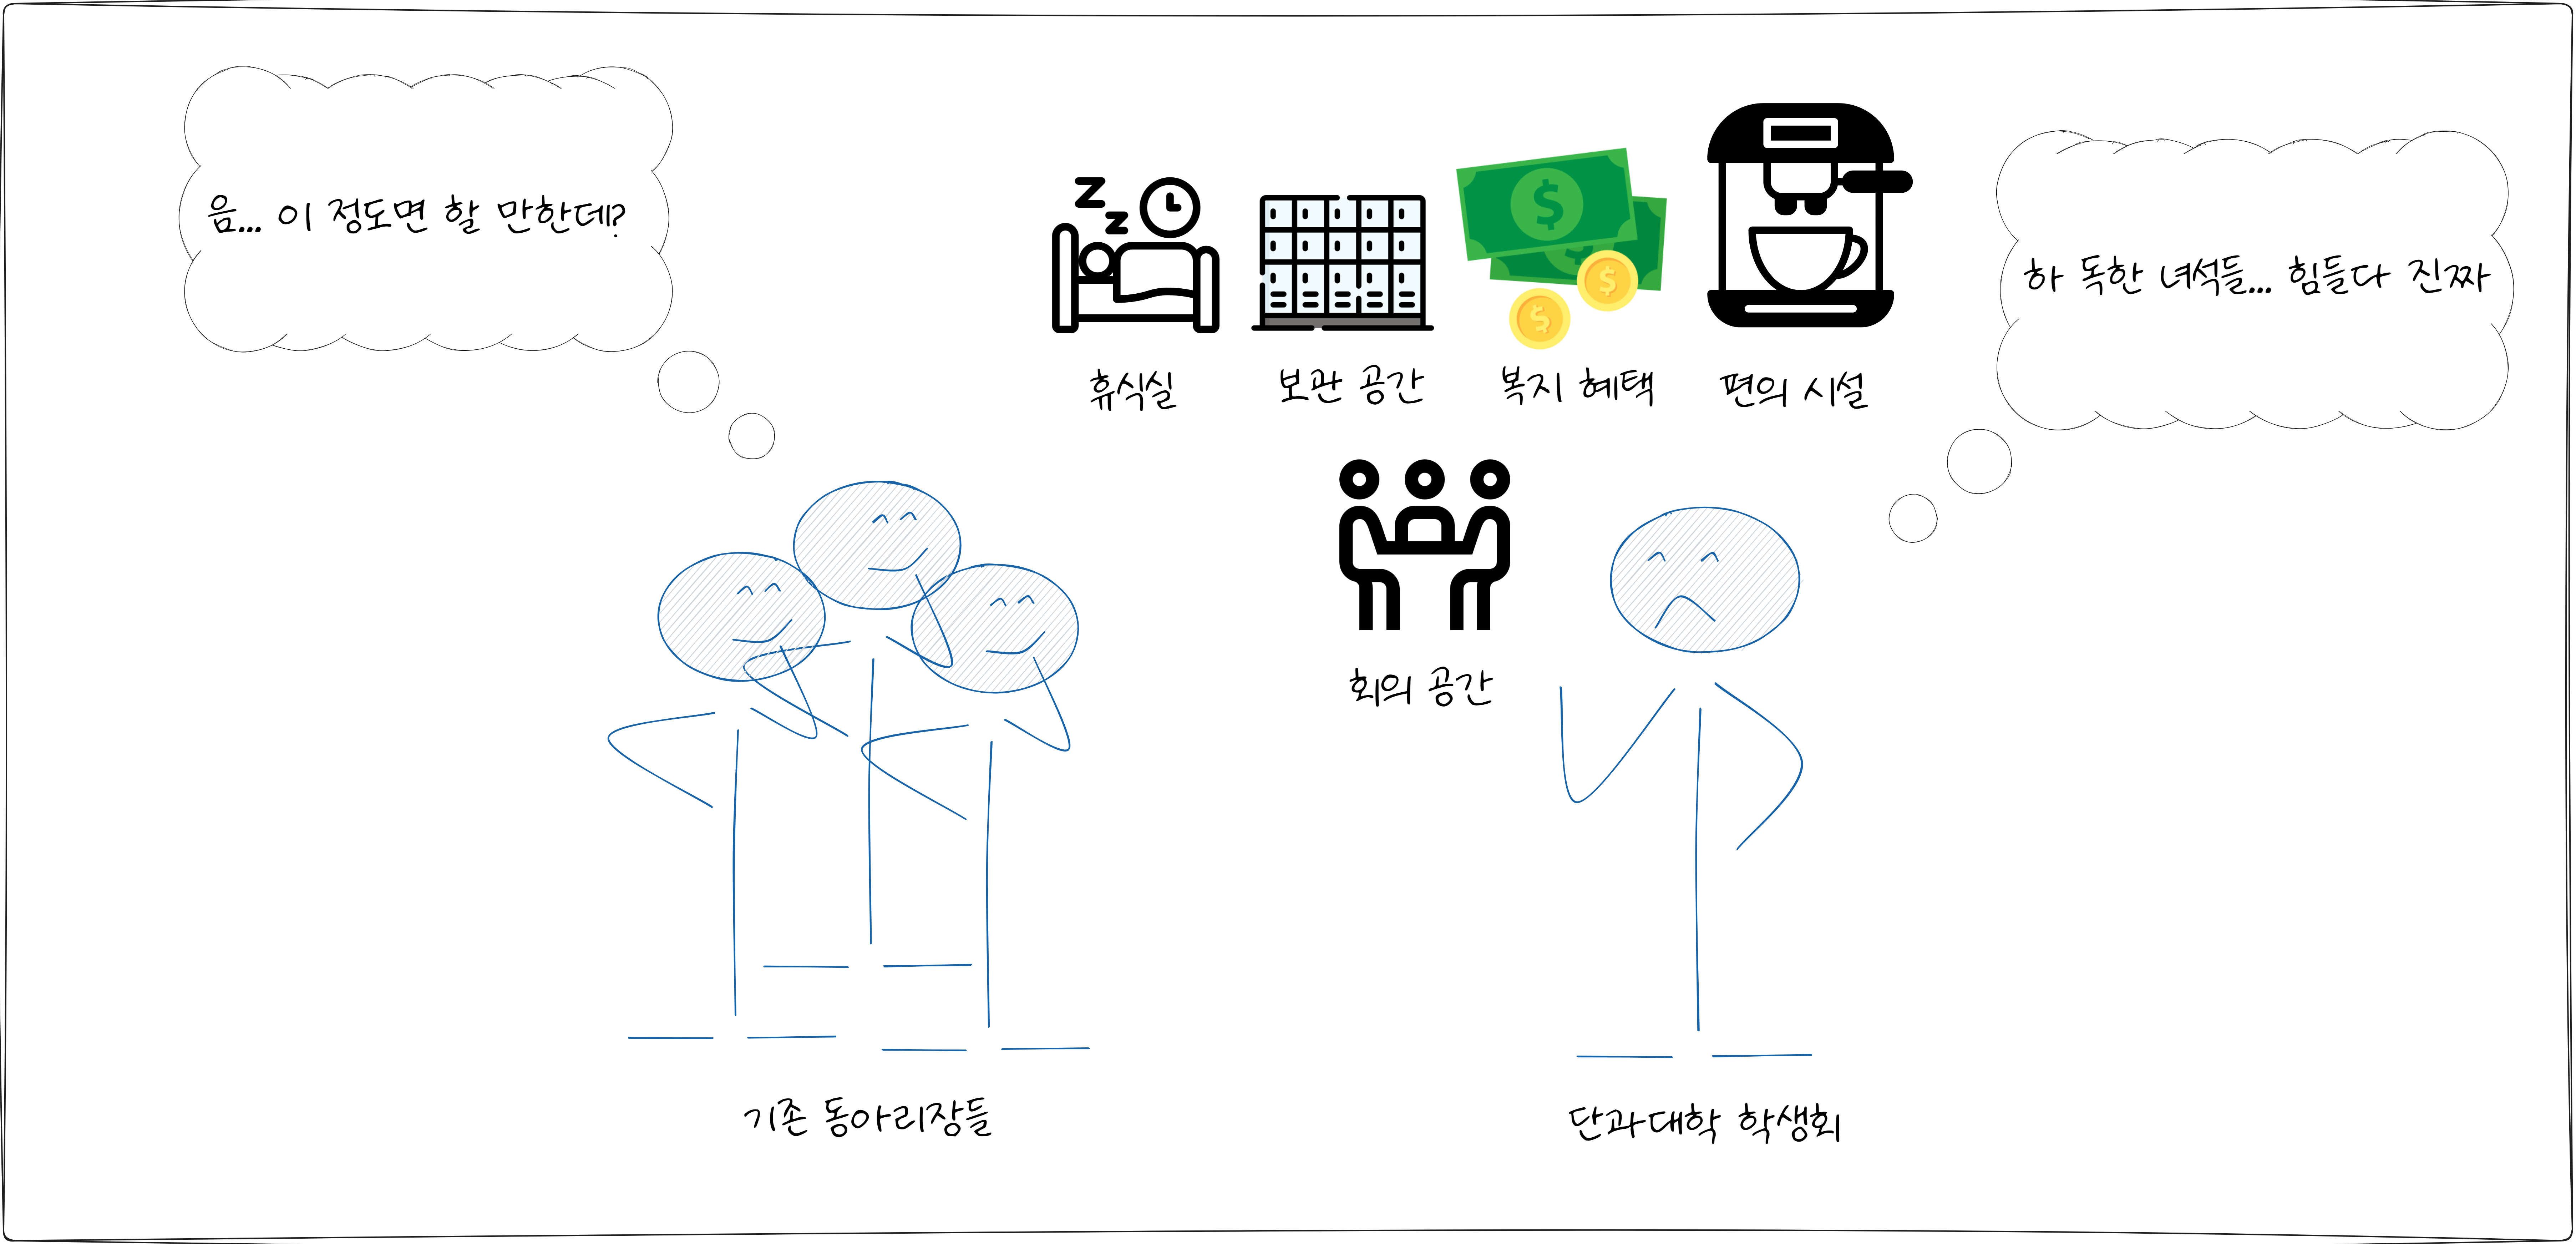 음... 이 정도면 할 만한데?
하 독한 녀석들... 힘들다 진짜
휴식실
보관 공간
복지 혜택
편의 시설
회의 공간
기존 동아리장들
단과대학 학생회